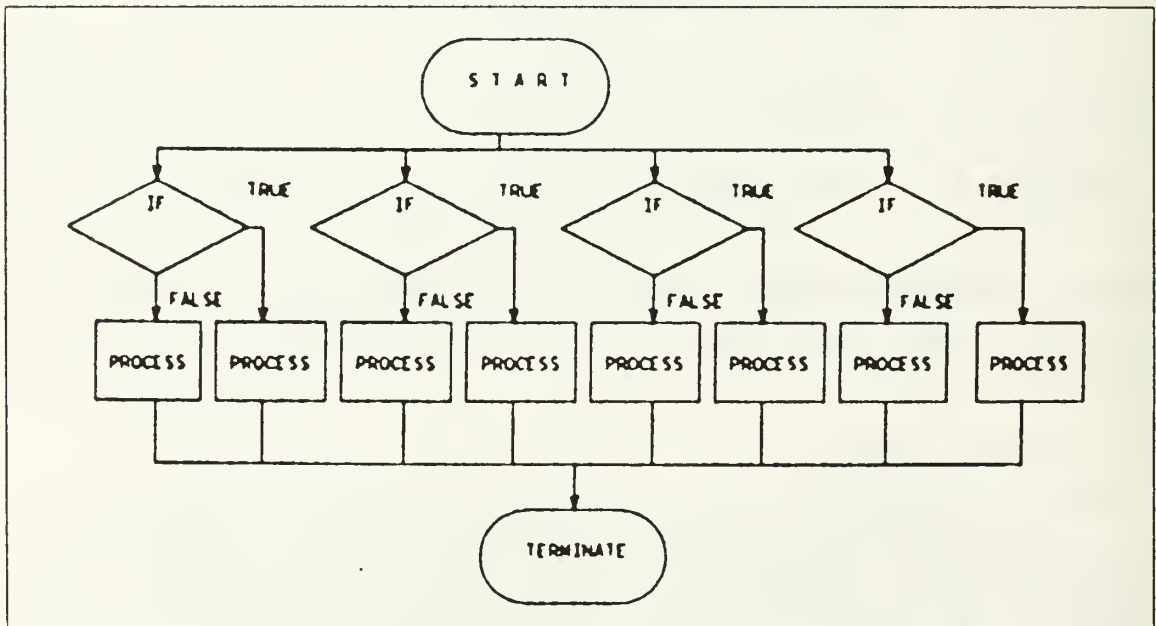 S T A R T
TRUE TRUE TRUE TRUE
IF IF IF IF
FALSE FALSE FALSE FALSE
PROCESS PROCESS PROCESS PROCESS PROCESS PROCESS PROCESS PROCESS
TERMINATE